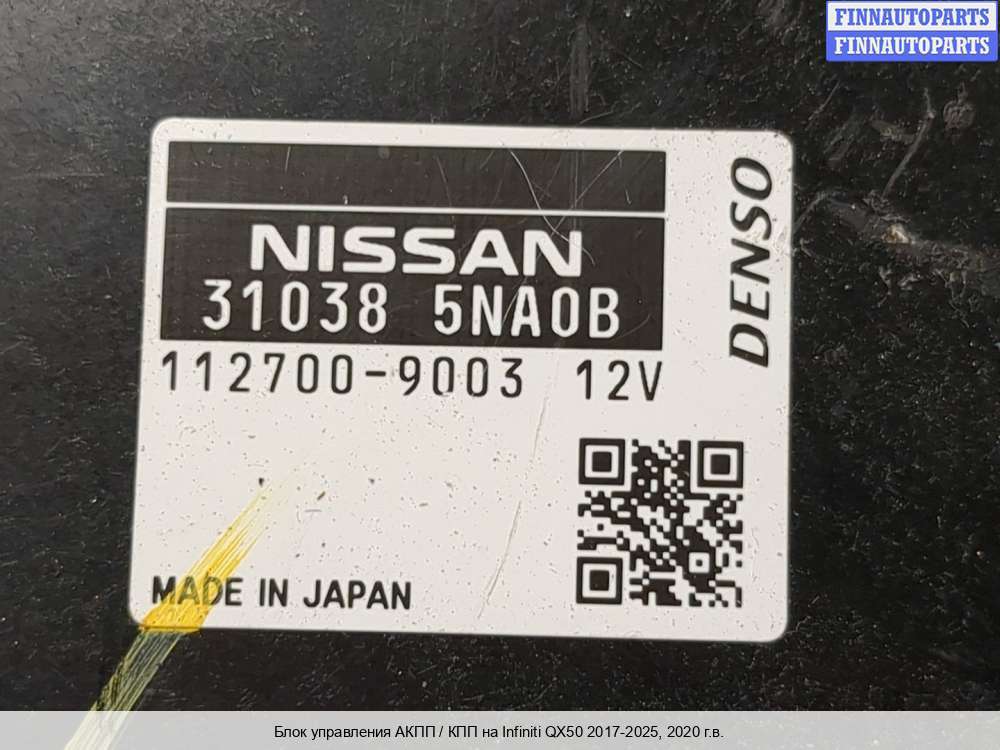 FINNAUTOPARTS
FINNAUTOPARTS
NISSAN
31038 5NA0B
112700-9003 12V
DENSO
MADE IN JAPAN
Блок управления АКПП / КПП на Infiniti QX50 2017-2025, 2020 г.в.